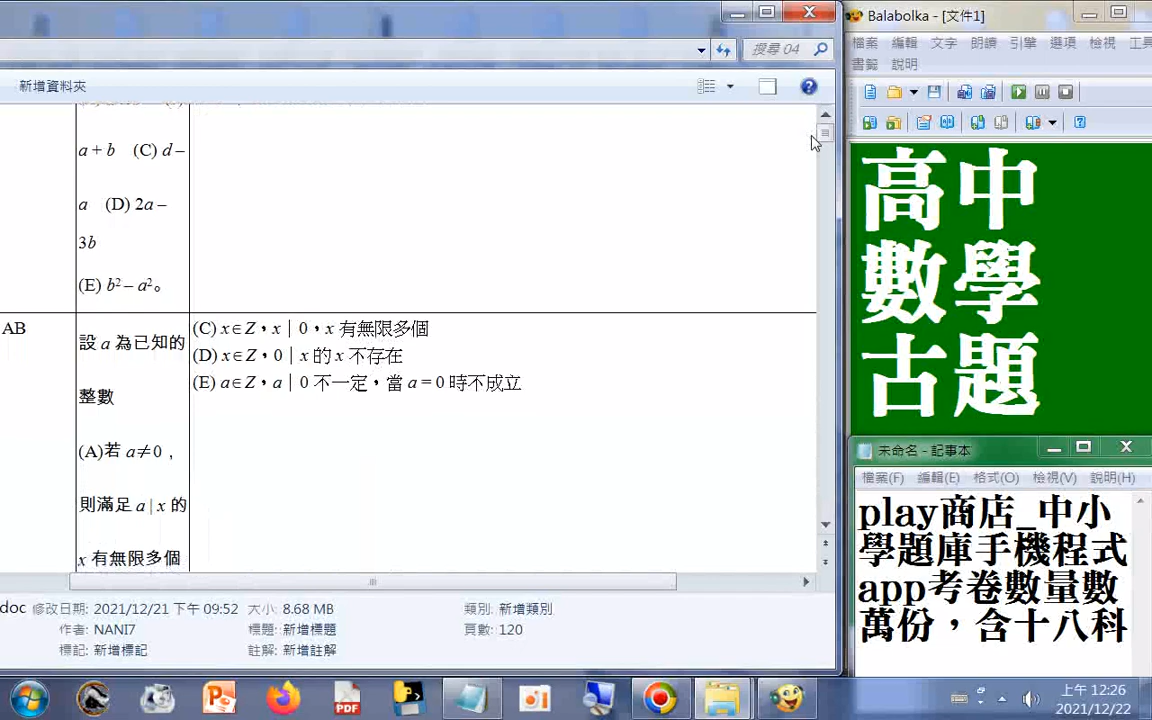 搜尋 04
新增資料夾
a + b (C) d –
a (D) 2a –
3b
(E) b² – a²。
AB
設 a 為已知的
整數
(A)若 a≠0，
則滿足 a | x 的
x 有無限多個
(C) x∈Z，x｜0，x 有無限多個
(D) x∈Z，0｜x 的 x 不存在
(E) a∈Z，a｜0 不一定，當 a = 0 時不成立
doc 修改日期: 2021/12/21 下午 09:52 大小: 8.68 MB 類別: 新增類別
作者: NANI7 標題: 新增標題 頁數: 120
標記: 新增標記 註解: 新增註解
Balabolka - [文件1]
檔案 編輯 文字 朗讀 引擎 選項 檢視 工具
書籤 說明
高中
數學
古題
未命名 - 記事本
檔案(F) 編輯(E) 格式(O) 檢視(V) 說明(H)
play商店_中小
學題庫手機程式
app考卷數量數
萬份，含十八科
PDF
上午 12:26
2021/12/22